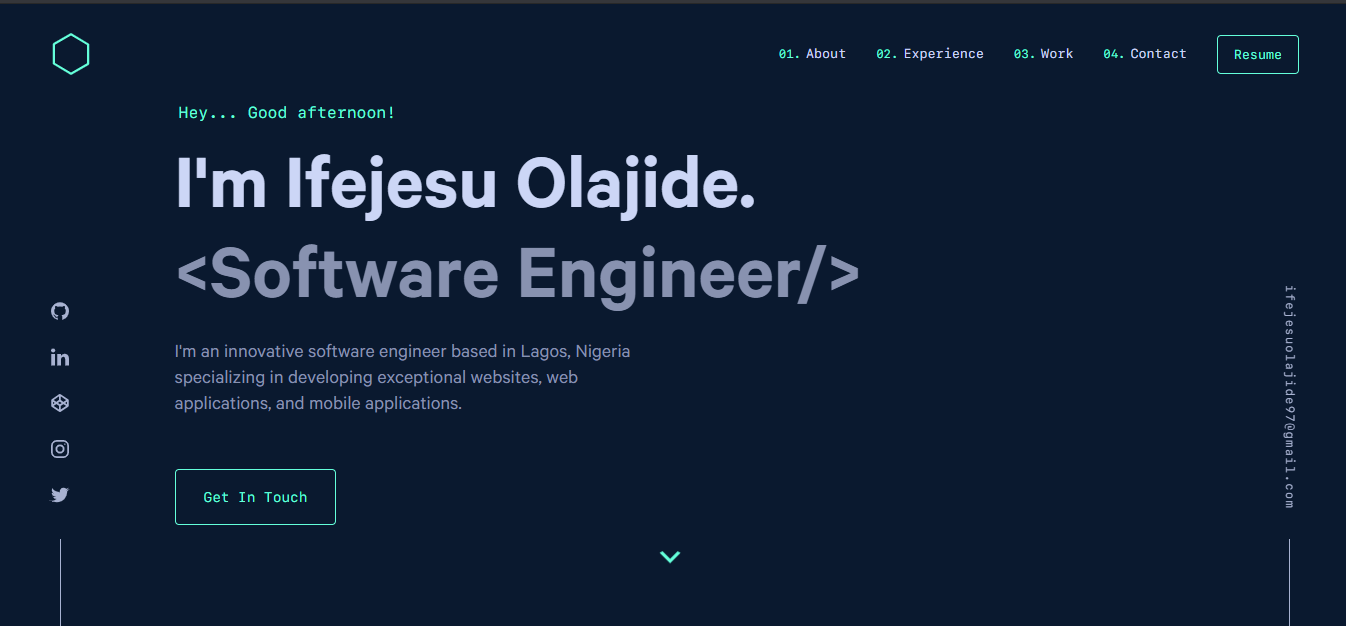 01. About
02. Experience
03. Work
04. Contact
Resume
Hey... Good afternoon!
I'm Ifejesu Olajide.
<Software Engineer/>
I'm an innovative software engineer based in Lagos, Nigeria
specializing in developing exceptional websites, web
applications, and mobile applications.
Get In Touch
ifejesuolajide97@gmail.com